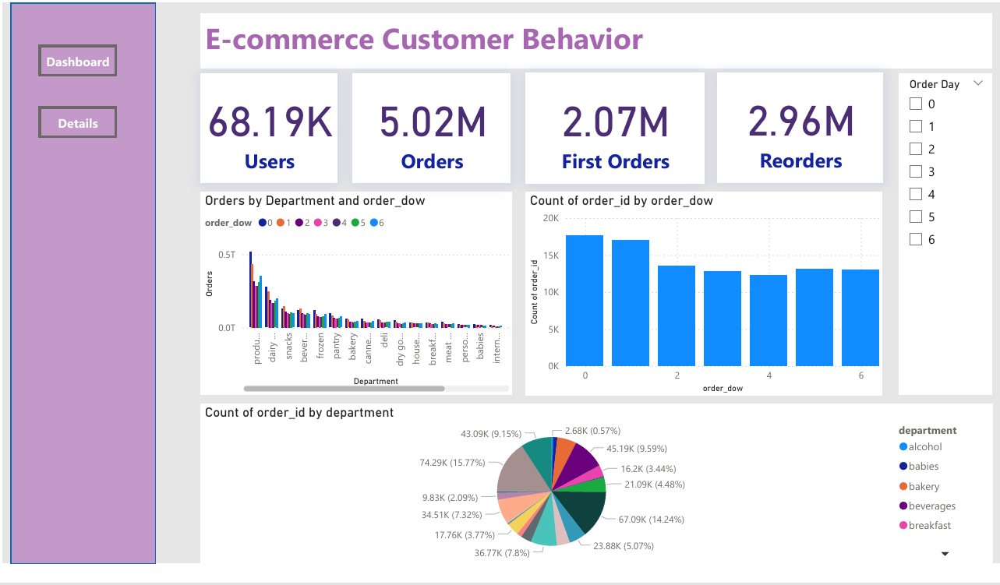 Dashboard
Details
E-commerce Customer Behavior
68.19K
Users
5.02M
Orders
2.07M
First Orders
2.96M
Reorders
Order Day
0
1
2
3
4
5
6
Orders by Department and order_dow
order_dow 0 1 2 3 4 5 6
0.5T
0.0T
Orders
produ...
dairy ...
snacks
bever...
frozen
pantry
bakery
canne...
deli
dry go...
house...
breakf...
meat ...
perso...
babies
intern...
Department
Count of order_id by order_dow
20K
15K
10K
5K
0K
Count of order_id
0 2 4 6
order_dow
Count of order_id by department
43.09K (9.15%)
2.68K (0.57%)
45.19K (9.59%)
74.29K (15.77%)
16.2K (3.44%)
21.09K (4.48%)
9.83K (2.09%)
34.51K (7.32%)
67.09K (14.24%)
17.76K (3.77%)
23.88K (5.07%)
36.77K (7.8%)
department
alcohol
babies
bakery
beverages
breakfast